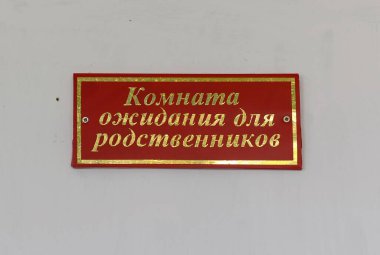 Комната
ожидания для
родственников